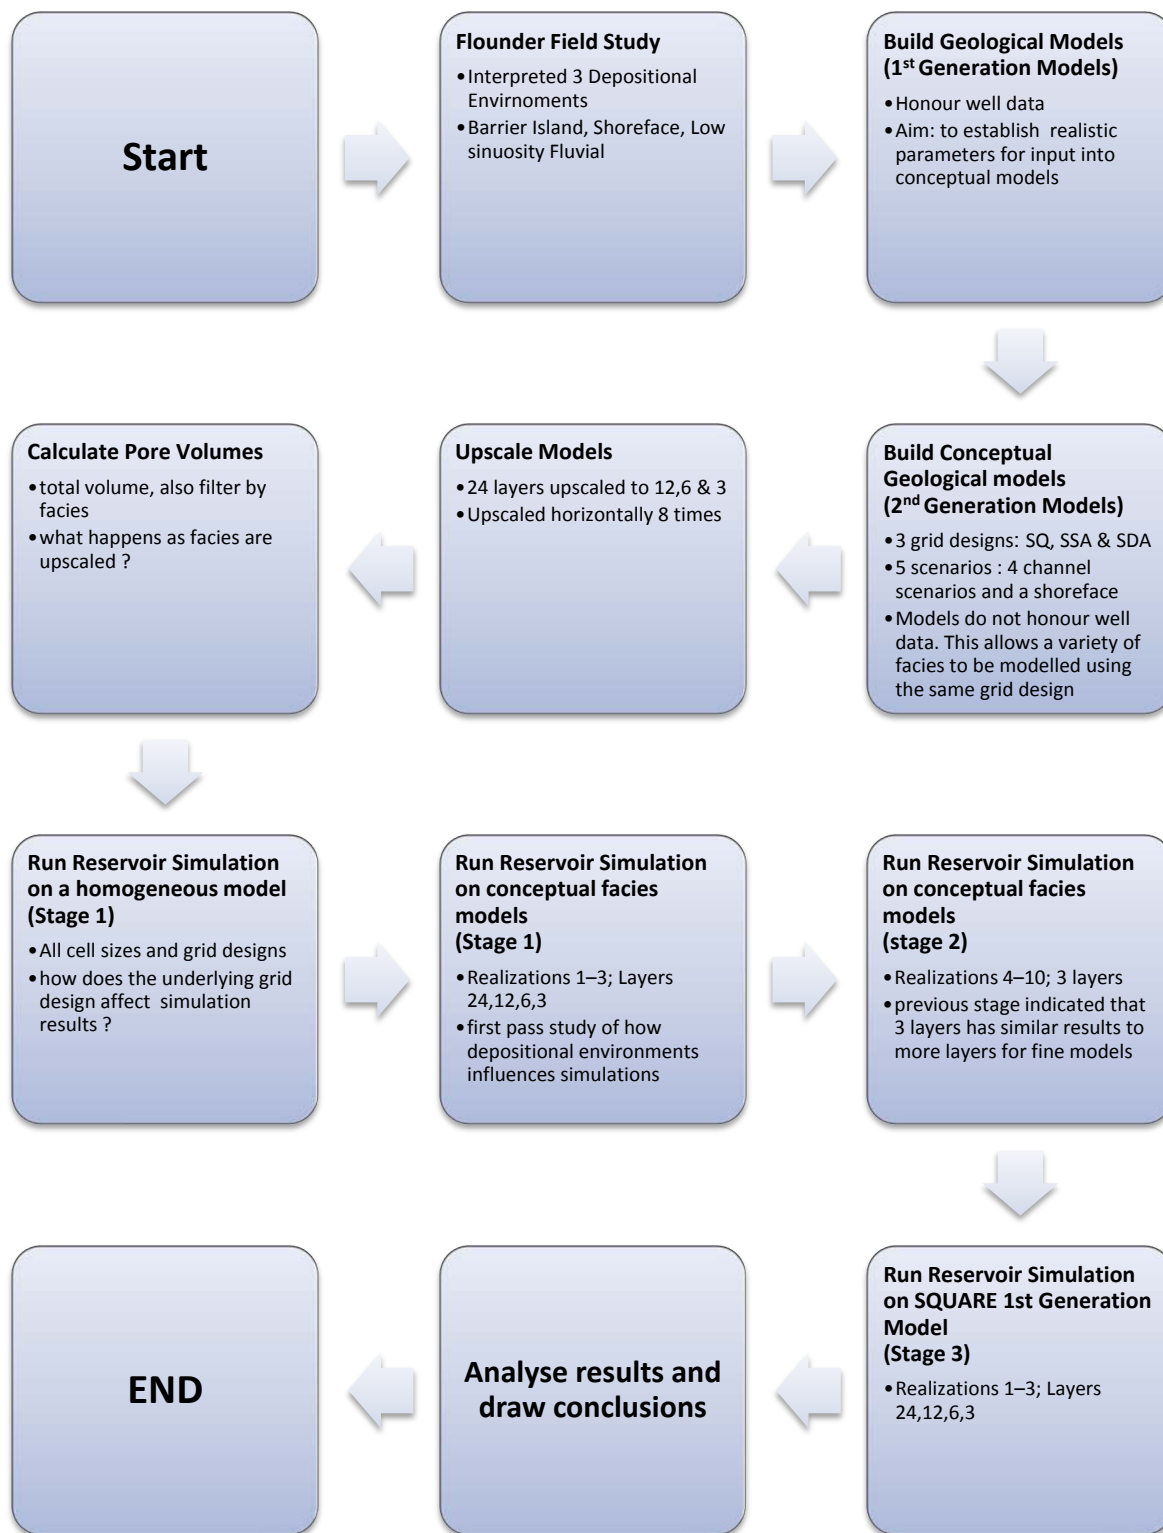 Start
Flounder Field Study
•Interpreted 3 Depositional
Envirnoments
•Barrier Island, Shoreface, Low
sinuosity Fluvial
Build Geological Models
(1st Generation Models)
•Honour well data
•Aim: to establish realistic
parameters for input into
conceptual models
Build Conceptual
Geological models
(2nd Generation Models)
•3 grid designs: SQ, SSA & SDA
•5 scenarios : 4 channel
scenarios and a shoreface
•Models do not honour well
data. This allows a variety of
facies to be modelled using
the same grid design
Upscale Models
•24 layers upscaled to 12,6 & 3
•Upscaled horizontally 8 times
Calculate Pore Volumes
•total volume, also filter by
facies
•what happens as facies are
upscaled ?
Run Reservoir Simulation
on a homogeneous model
(Stage 1)
•All cell sizes and grid designs
•how does the underlying grid
design affect simulation
results ?
Run Reservoir Simulation
on conceptual facies
models
(Stage 1)
•Realizations 1–3; Layers
24,12,6,3
•first pass study of how
depositional environments
influences simulations
Run Reservoir Simulation
on conceptual facies
models
(stage 2)
•Realizations 4–10; 3 layers
•previous stage indicated that
3 layers has similar results to
more layers for fine models
Run Reservoir Simulation
on SQUARE 1st Generation
Model
(Stage 3)
•Realizations 1–3; Layers
24,12,6,3
Analyse results and
draw conclusions
END